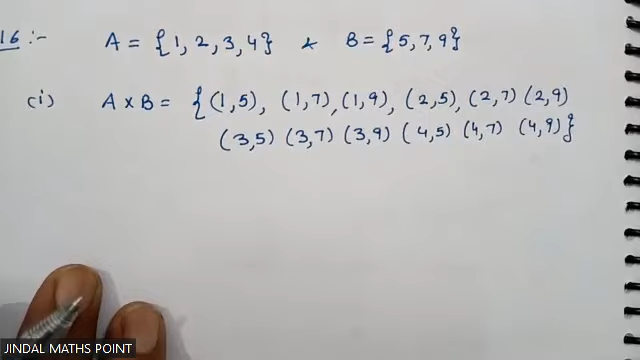 16:-
A = {1, 2, 3, 4} & B = {5, 7, 9}
(i) A × B = {(1,5), (1,7), (1,9), (2,5), (2,7) (2,9)
(3,5) (3,7) (3,9) (4,5) (4,7) (4,9)}
JINDAL MATHS POINT